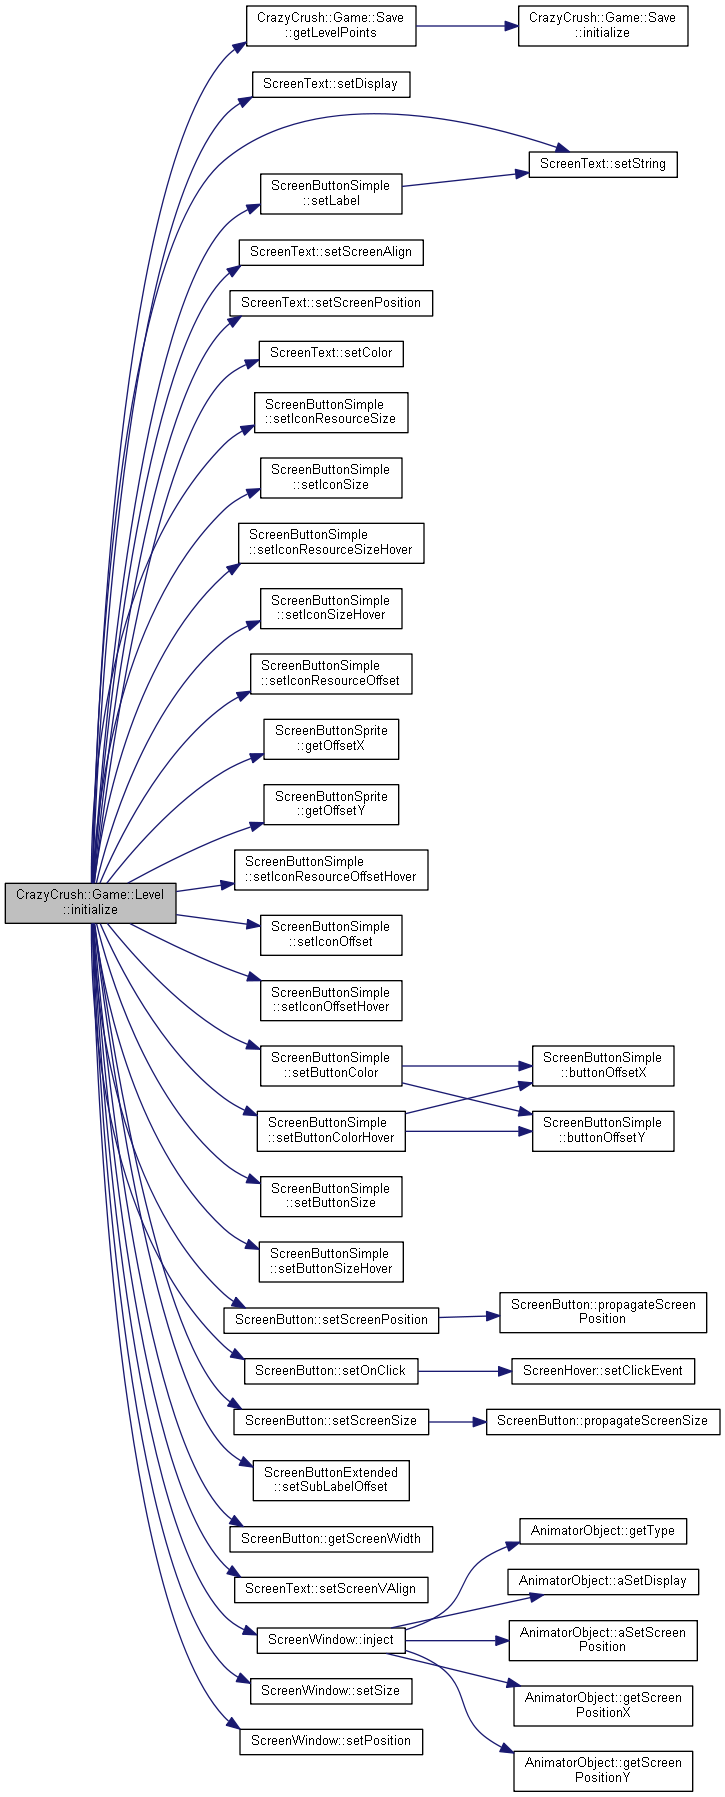 CrazyCrush::Game::Save
::getLevelPoints
CrazyCrush::Game::Save
::initialize
ScreenText::setDisplay
ScreenText::setString
ScreenButtonSimple
::setLabel
ScreenText::setScreenAlign
ScreenText::setScreenPosition
ScreenText::setColor
ScreenButtonSimple
::setIconResourceSize
ScreenButtonSimple
::setIconSize
ScreenButtonSimple
::setIconResourceSizeHover
ScreenButtonSimple
::setIconSizeHover
ScreenButtonSimple
::setIconResourceOffset
ScreenButtonSprite
::getOffsetX
ScreenButtonSprite
::getOffsetY
ScreenButtonSimple
::setIconResourceOffsetHover
CrazyCrush::Game::Level
::initialize
ScreenButtonSimple
::setIconOffset
ScreenButtonSimple
::setIconOffsetHover
ScreenButtonSimple
::setButtonColor
ScreenButtonSimple
::buttonOffsetX
ScreenButtonSimple
::setButtonColorHover
ScreenButtonSimple
::buttonOffsetY
ScreenButtonSimple
::setButtonSize
ScreenButtonSimple
::setButtonSizeHover
ScreenButton::setScreenPosition
ScreenButton::propagateScreen
Position
ScreenButton::setOnClick
ScreenHover::setClickEvent
ScreenButton::setScreenSize
ScreenButton::propagateScreenSize
ScreenButtonExtended
::setSubLabelOffset
ScreenButton::getScreenWidth
AnimatorObject::getType
ScreenText::setScreenVAlign
AnimatorObject::aSetDisplay
ScreenWindow::inject
AnimatorObject::aSetScreen
Position
ScreenWindow::setSize
AnimatorObject::getScreen
PositionX
ScreenWindow::setPosition
AnimatorObject::getScreen
PositionY